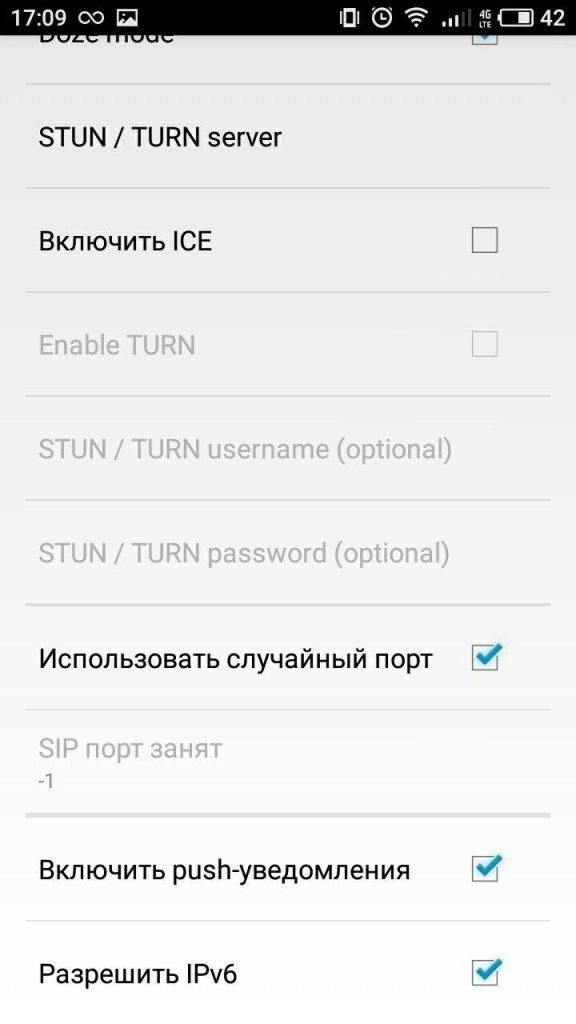 17:09
4G
LTE
42
Doze mode
STUN / TURN server
Включить ICE
Enable TURN
STUN / TURN username (optional)
STUN / TURN password (optional)
Использовать случайный порт
SIP порт занят
-1
Включить push-уведомления
Разрешить IPv6